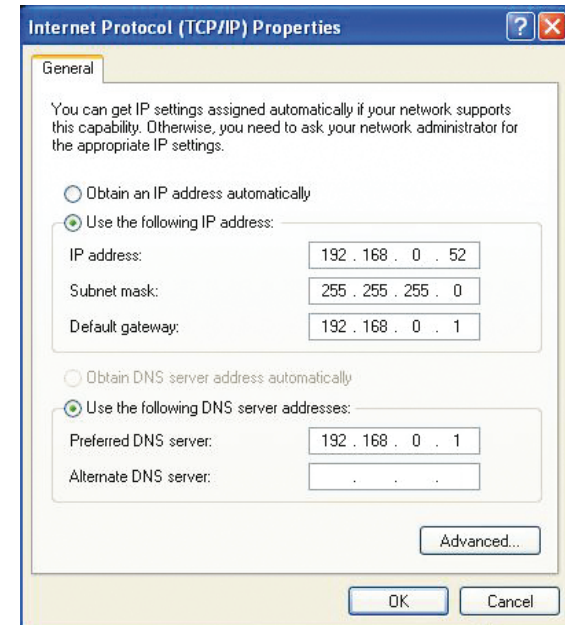 Internet Protocol (TCP/IP) Properties
General
You can get IP settings assigned automatically if your network supports
this capability. Otherwise, you need to ask your network administrator for
the appropriate IP settings.
Obtain an IP address automatically
Use the following IP address:
IP address: 192 . 168 . 0 . 52
Subnet mask: 255 . 255 . 255 . 0
Default gateway: 192 . 168 . 0 . 1
Obtain DNS server address automatically
Use the following DNS server addresses:
Preferred DNS server: 192 . 168 . 0 . 1
Alternate DNS server: . . .
Advanced...
OK Cancel